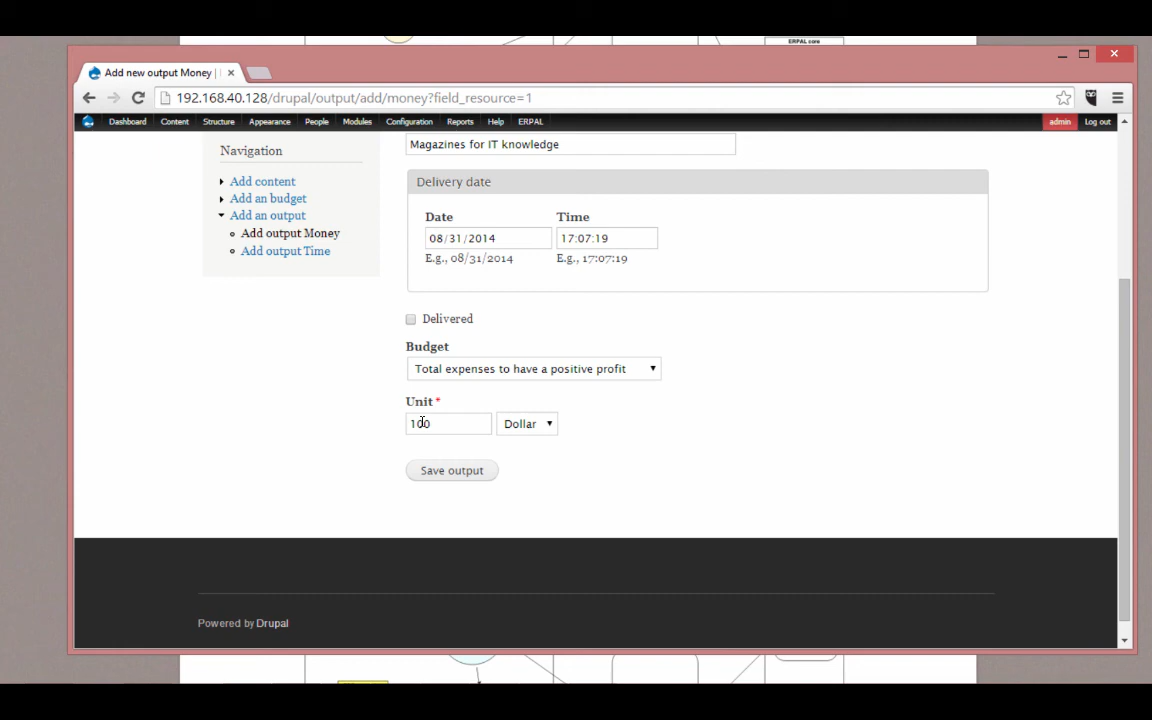 ERPAL core
Add new output Money |
192.168.40.128/drupal/output/add/money?field_resource=1
Dashboard Content Structure Appearance People Modules Configuration Reports Help ERPAL admin Log out
Navigation
Add content
Add an budget
Add an output
Add output Money
Add output Time
Magazines for IT knowledge
Delivery date
Date Time
08/31/2014 17:07:19
E.g., 08/31/2014 E.g., 17:07:19
Delivered
Budget
Total expenses to have a positive profit
Unit *
100 Dollar
Save output
Powered by Drupal